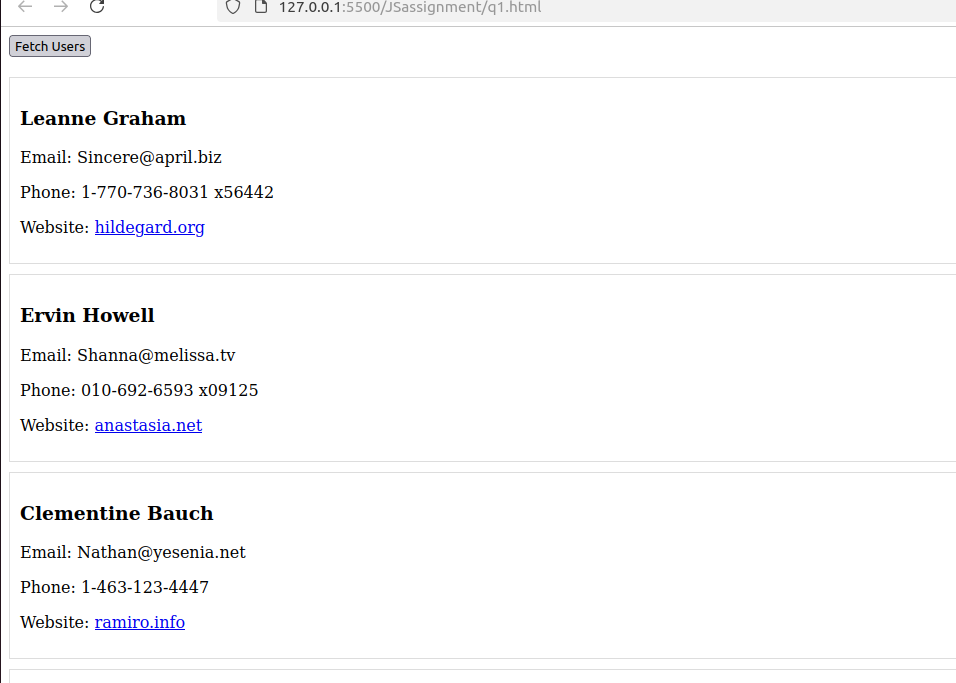 127.0.0.1:5500/JSassignment/q1.html
Fetch Users
Leanne Graham
Email: Sincere@april.biz
Phone: 1-770-736-8031 x56442
Website: hildegard.org
Ervin Howell
Email: Shanna@melissa.tv
Phone: 010-692-6593 x09125
Website: anastasia.net
Clementine Bauch
Email: Nathan@yesenia.net
Phone: 1-463-123-4447
Website: ramiro.info